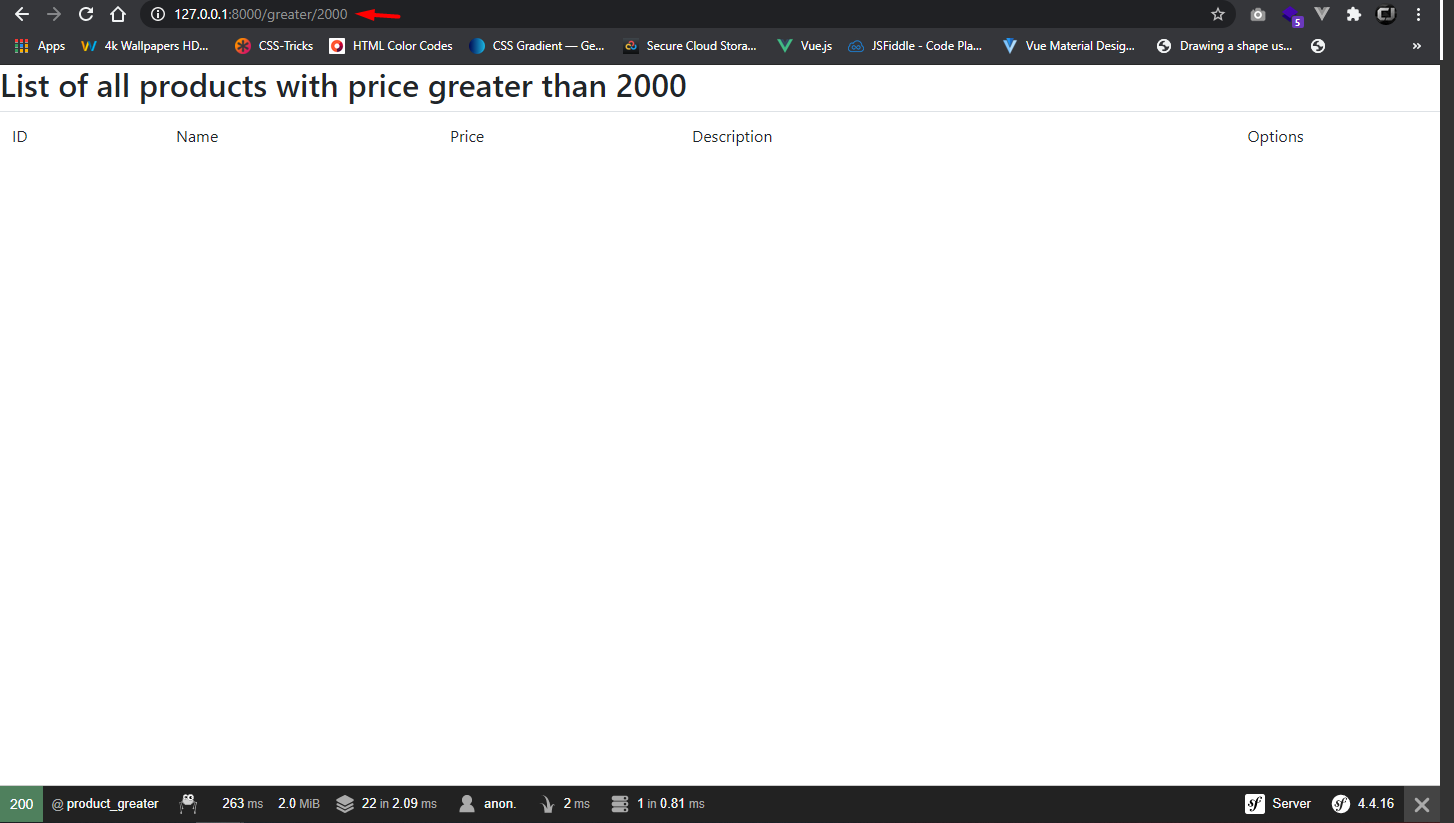 127.0.0.1:8000/greater/2000
5
Apps 4k Wallpapers HD... CSS-Tricks HTML Color Codes CSS Gradient — Ge... Secure Cloud Stora... Vue.js JSFiddle - Code Pla... Vue Material Desig... Drawing a shape us... »
List of all products with price greater than 2000
ID Name Price Description Options
200 @ product_greater 263 ms 2.0 MiB 22 in 2.09 ms anon. 2 ms 1 in 0.81 ms sf Server sf 4.4.16